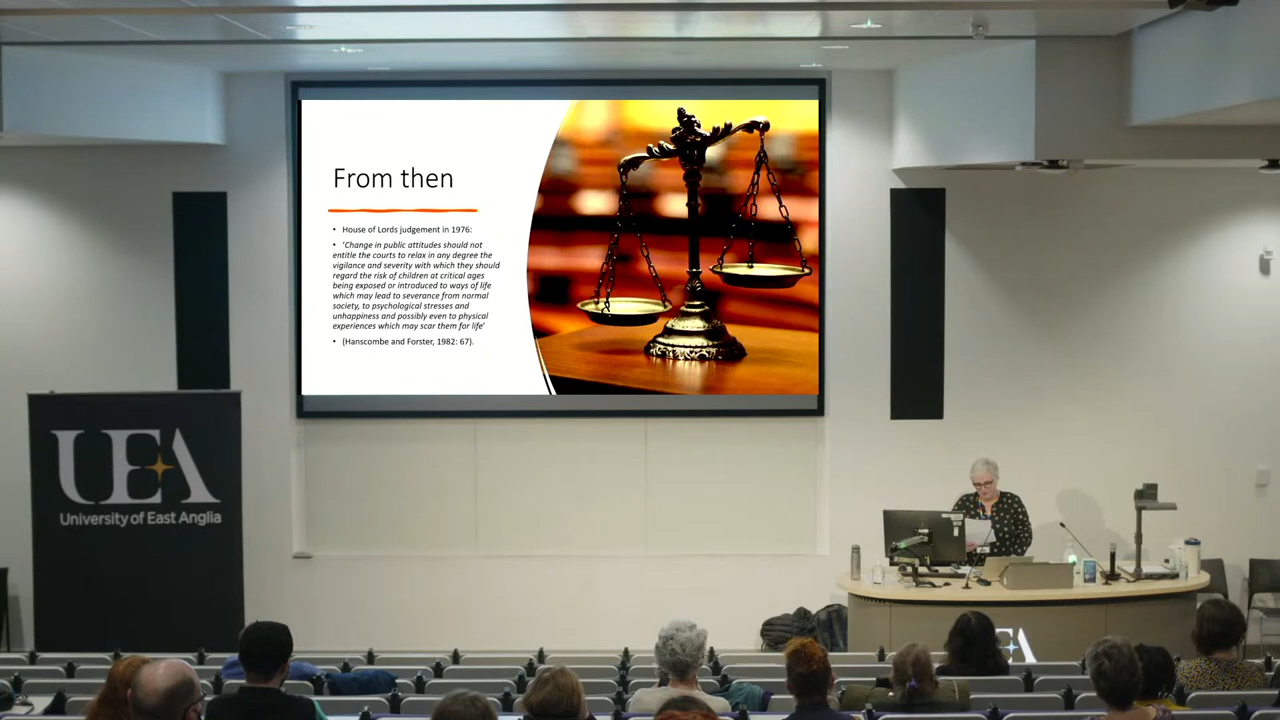 From then
• House of Lords judgement in 1976:
• ‘Change in public attitudes should not
entitle the courts to relax in any degree the
vigilance and severity with which they should
regard the risk of children at critical ages
being exposed or introduced to ways of life
which may lead to severance from normal
society, to psychological stresses and
unhappiness and possibly even to physical
experiences which may scar them for life’
• (Hanscombe and Forster, 1982: 67).
UEA
University of East Anglia